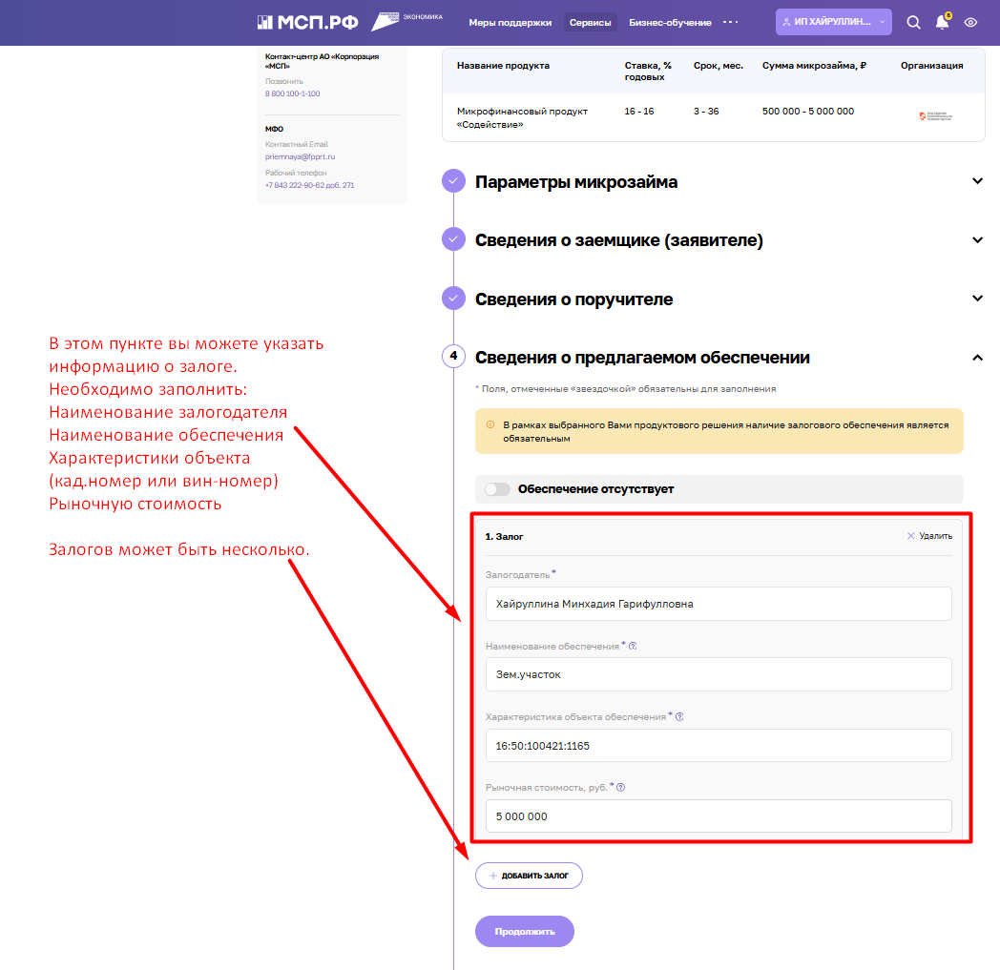 МСП.РФ
ЭКОНОМИКА
Меры поддержки
Сервисы
Бизнес-обучение
ИП ХАЙРУЛЛИН...
Контакт-центр АО «Корпорация
«МСП»
Позвонить
8 800 100-1-100
МФО
Контактный Email
priemnaya@fpprt.ru
Рабочий телефон
+7 843 222-90-62 доб. 271
Название продукта
Ставка, %
годовых
Срок, мес.
Сумма микрозайма, ₽
Организация
Микрофинансовый продукт
«Содействие»
16 - 16
3 - 36
500 000 - 5 000 000
Параметры микрозайма
Сведения о заемщике (заявителе)
Сведения о поручителе
4
Сведения о предлагаемом обеспечении
В этом пункте вы можете указать
информацию о залоге.
Необходимо заполнить:
Наименование залогодателя
Наименование обеспечения
Характеристики объекта
(кад.номер или вин-номер)
Рыночную стоимость
Залогов может быть несколько.
* Поля, отмеченные «звездочкой» обязательны для заполнения
В рамках выбранного Вами продуктового решения наличие залогового обеспечения является
обязательным
Обеспечение отсутствует
1. Залог
Удалить
Залогодатель *
Хайруллина Минхадия Гарифулловна
Наименование обеспечения *
Зем.участок
Характеристика объекта обеспечения *
16:50:100421:1165
Рыночная стоимость, руб. *
5 000 000
+ ДОБАВИТЬ ЗАЛОГ
Продолжить